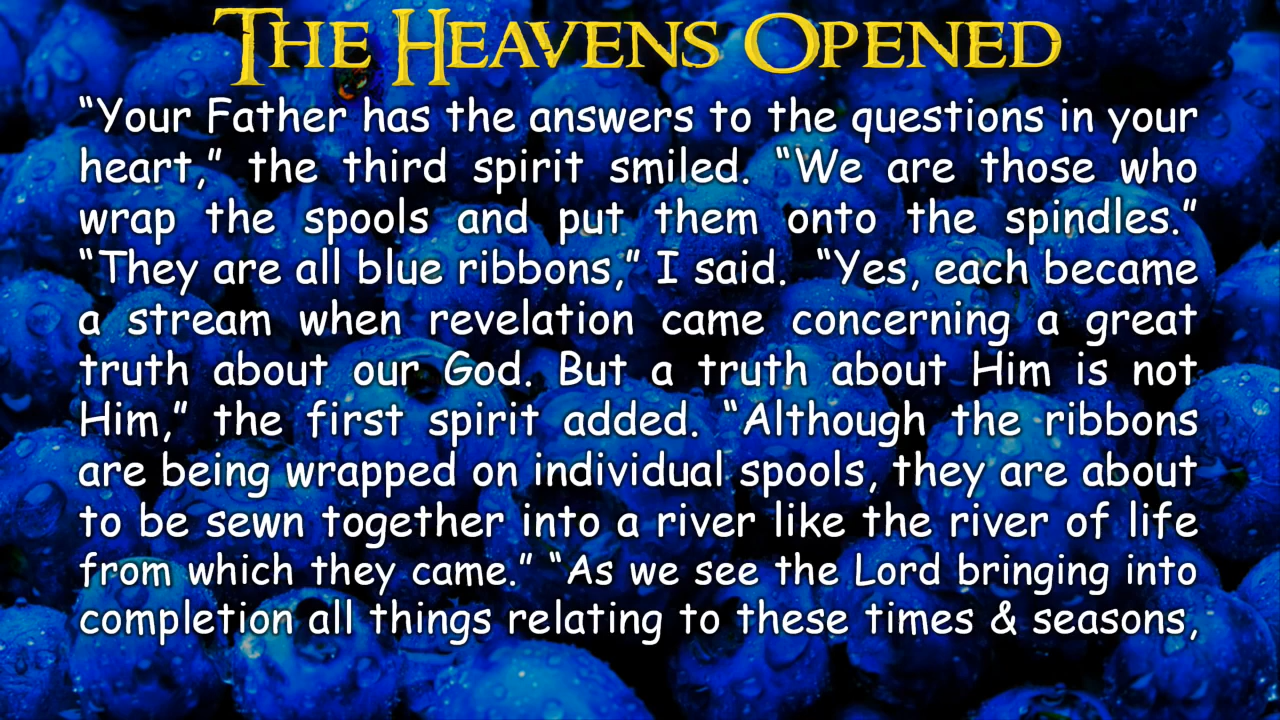 The Heavens Opened
“Your Father has the answers to the questions in your
heart,” the third spirit smiled. “We are those who
wrap the spools and put them onto the spindles.”
“They are all blue ribbons,” I said.  “Yes, each became
a stream when revelation came concerning a great
truth about our God. But a truth about Him is not
Him,” the first spirit added. “Although the ribbons
are being wrapped on individual spools, they are about
to be sewn together into a river like the river of life
from which they came.” “As we see the Lord bringing into
completion all things relating to these times & seasons,